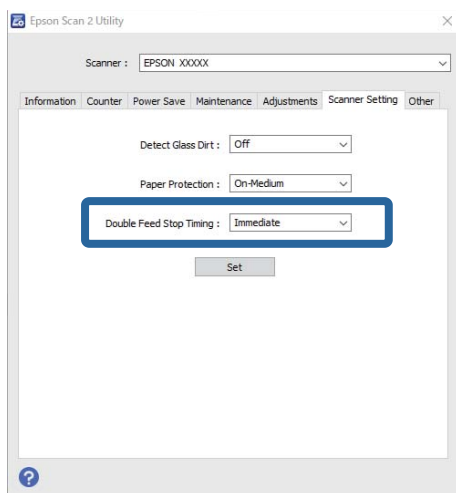 Epson Scan 2 Utility
Scanner : EPSON XXXXX
Information Counter Power Save Maintenance Adjustments Scanner Setting Other
Detect Glass Dirt : Off
Paper Protection : On-Medium
Double Feed Stop Timing : Immediate
Set
?